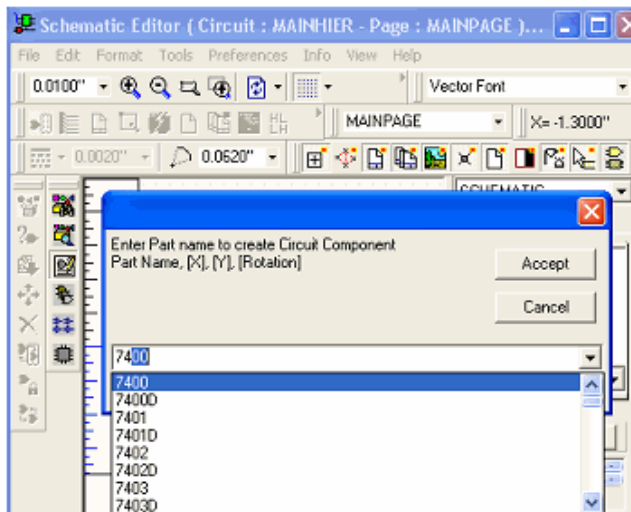 Schematic Editor ( Circuit : MAINHIER - Page : MAINPAGE )...
File Edit Format Tools Preferences Info View Help
0.0100" Vector Font
MAINPAGE X= -1.3000"
0.0020" 0.0620"
SCHEMATIC
Enter Part name to create Circuit Component
Part Name, [X], [Y], [Rotation]
Accept
Cancel
7400
7400
7400D
7401
7401D
7402
7402D
7403
7403D